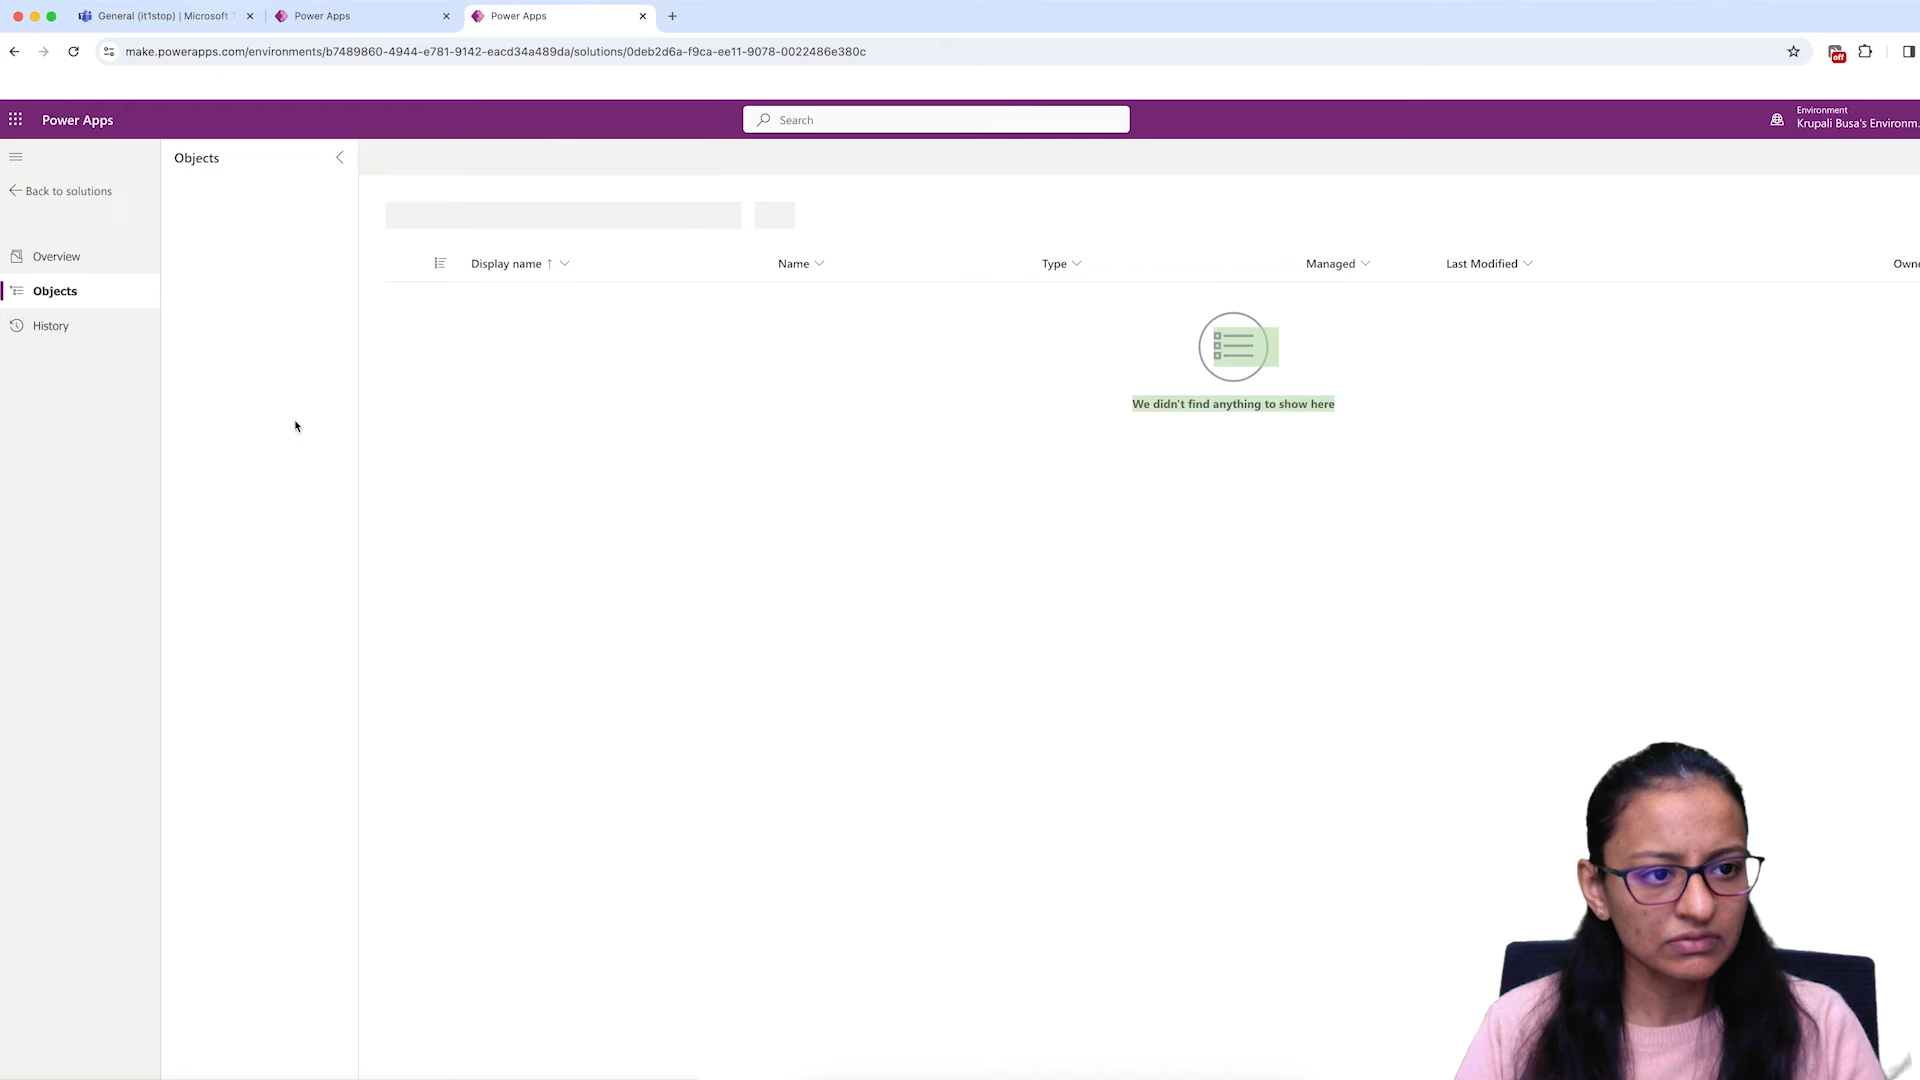 General (it1stop) | Microsoft T
Power Apps
Power Apps
make.powerapps.com/environments/b7489860-4944-e781-9142-eacd34a489da/solutions/0deb2d6a-f9ca-ee11-9078-0022486e380c
off
Power Apps
Search
Environment
Krupali Busa's Environm...
Objects
Back to solutions
Overview
Objects
History
Display name
Name
Type
Managed
Last Modified
Owne
We didn't find anything to show here